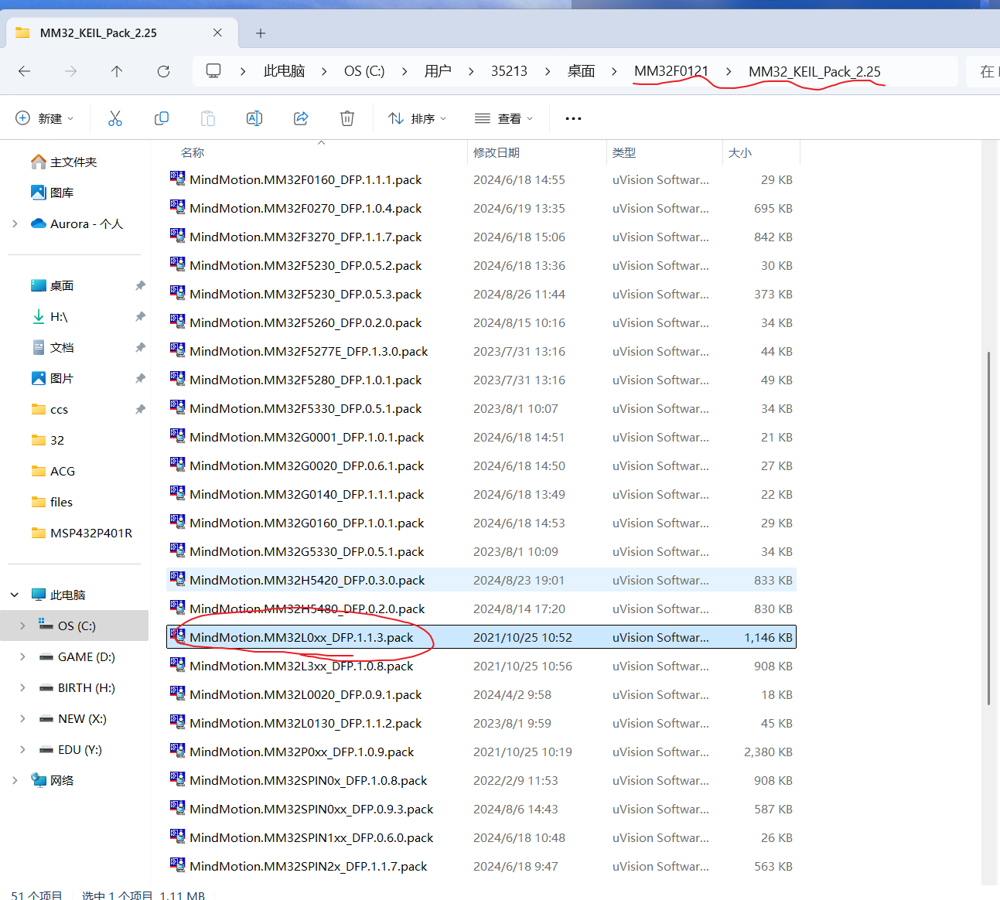 MM32_KEIL_Pack_2.25
此电脑 > OS (C:) > 用户 > 35213 > 桌面 > MM32F0121 > MM32_KEIL_Pack_2.25
在
新建
排序
查看
名称 修改日期 类型 大小
主文件夹
图库
Aurora - 个人
桌面
H:\
文档
图片
ccs
32
ACG
files
MSP432P401R
此电脑
OS (C:)
GAME (D:)
BIRTH (H:)
NEW (X:)
EDU (Y:)
网络
MindMotion.MM32F0160_DFP.1.1.1.pack 2024/6/18 14:55 uVision Softwar... 29 KB
MindMotion.MM32F0270_DFP.1.0.4.pack 2024/6/19 13:35 uVision Softwar... 695 KB
MindMotion.MM32F3270_DFP.1.1.7.pack 2024/6/18 15:06 uVision Softwar... 842 KB
MindMotion.MM32F5230_DFP.0.5.2.pack 2024/6/18 13:36 uVision Softwar... 30 KB
MindMotion.MM32F5230_DFP.0.5.3.pack 2024/8/26 11:44 uVision Softwar... 373 KB
MindMotion.MM32F5260_DFP.0.2.0.pack 2024/8/15 10:16 uVision Softwar... 34 KB
MindMotion.MM32F5277E_DFP.1.3.0.pack 2023/7/31 13:16 uVision Softwar... 44 KB
MindMotion.MM32F5280_DFP.1.0.1.pack 2023/7/31 13:16 uVision Softwar... 49 KB
MindMotion.MM32F5330_DFP.0.5.1.pack 2023/8/1 10:07 uVision Softwar... 34 KB
MindMotion.MM32G0001_DFP.1.0.1.pack 2024/6/18 14:51 uVision Softwar... 21 KB
MindMotion.MM32G0020_DFP.0.6.1.pack 2024/6/18 14:50 uVision Softwar... 27 KB
MindMotion.MM32G0140_DFP.1.1.1.pack 2024/6/18 13:49 uVision Softwar... 22 KB
MindMotion.MM32G0160_DFP.1.0.1.pack 2024/6/18 14:53 uVision Softwar... 29 KB
MindMotion.MM32G5330_DFP.0.5.1.pack 2023/8/1 10:09 uVision Softwar... 34 KB
MindMotion.MM32H5420_DFP.0.3.0.pack 2024/8/23 19:01 uVision Softwar... 833 KB
MindMotion.MM32H5480_DFP.0.2.0.pack 2024/8/14 17:20 uVision Softwar... 830 KB
MindMotion.MM32L0xx_DFP.1.1.3.pack 2021/10/25 10:52 uVision Softwar... 1,146 KB
MindMotion.MM32L3xx_DFP.1.0.8.pack 2021/10/25 10:56 uVision Softwar... 908 KB
MindMotion.MM32L0020_DFP.0.9.1.pack 2024/4/2 9:58 uVision Softwar... 18 KB
MindMotion.MM32L0130_DFP.1.1.2.pack 2023/8/1 9:59 uVision Softwar... 45 KB
MindMotion.MM32P0xx_DFP.1.0.9.pack 2021/10/25 10:19 uVision Softwar... 2,380 KB
MindMotion.MM32SPIN0x_DFP.1.0.8.pack 2022/2/9 11:53 uVision Softwar... 908 KB
MindMotion.MM32SPIN0xx_DFP.0.9.3.pack 2024/8/6 14:43 uVision Softwar... 587 KB
MindMotion.MM32SPIN1xx_DFP.0.6.0.pack 2024/6/18 10:48 uVision Softwar... 26 KB
MindMotion.MM32SPIN2x_DFP.1.1.7.pack 2024/6/18 9:47 uVision Softwar... 563 KB
51 个项目 选中 1 个项目 1.11 MB